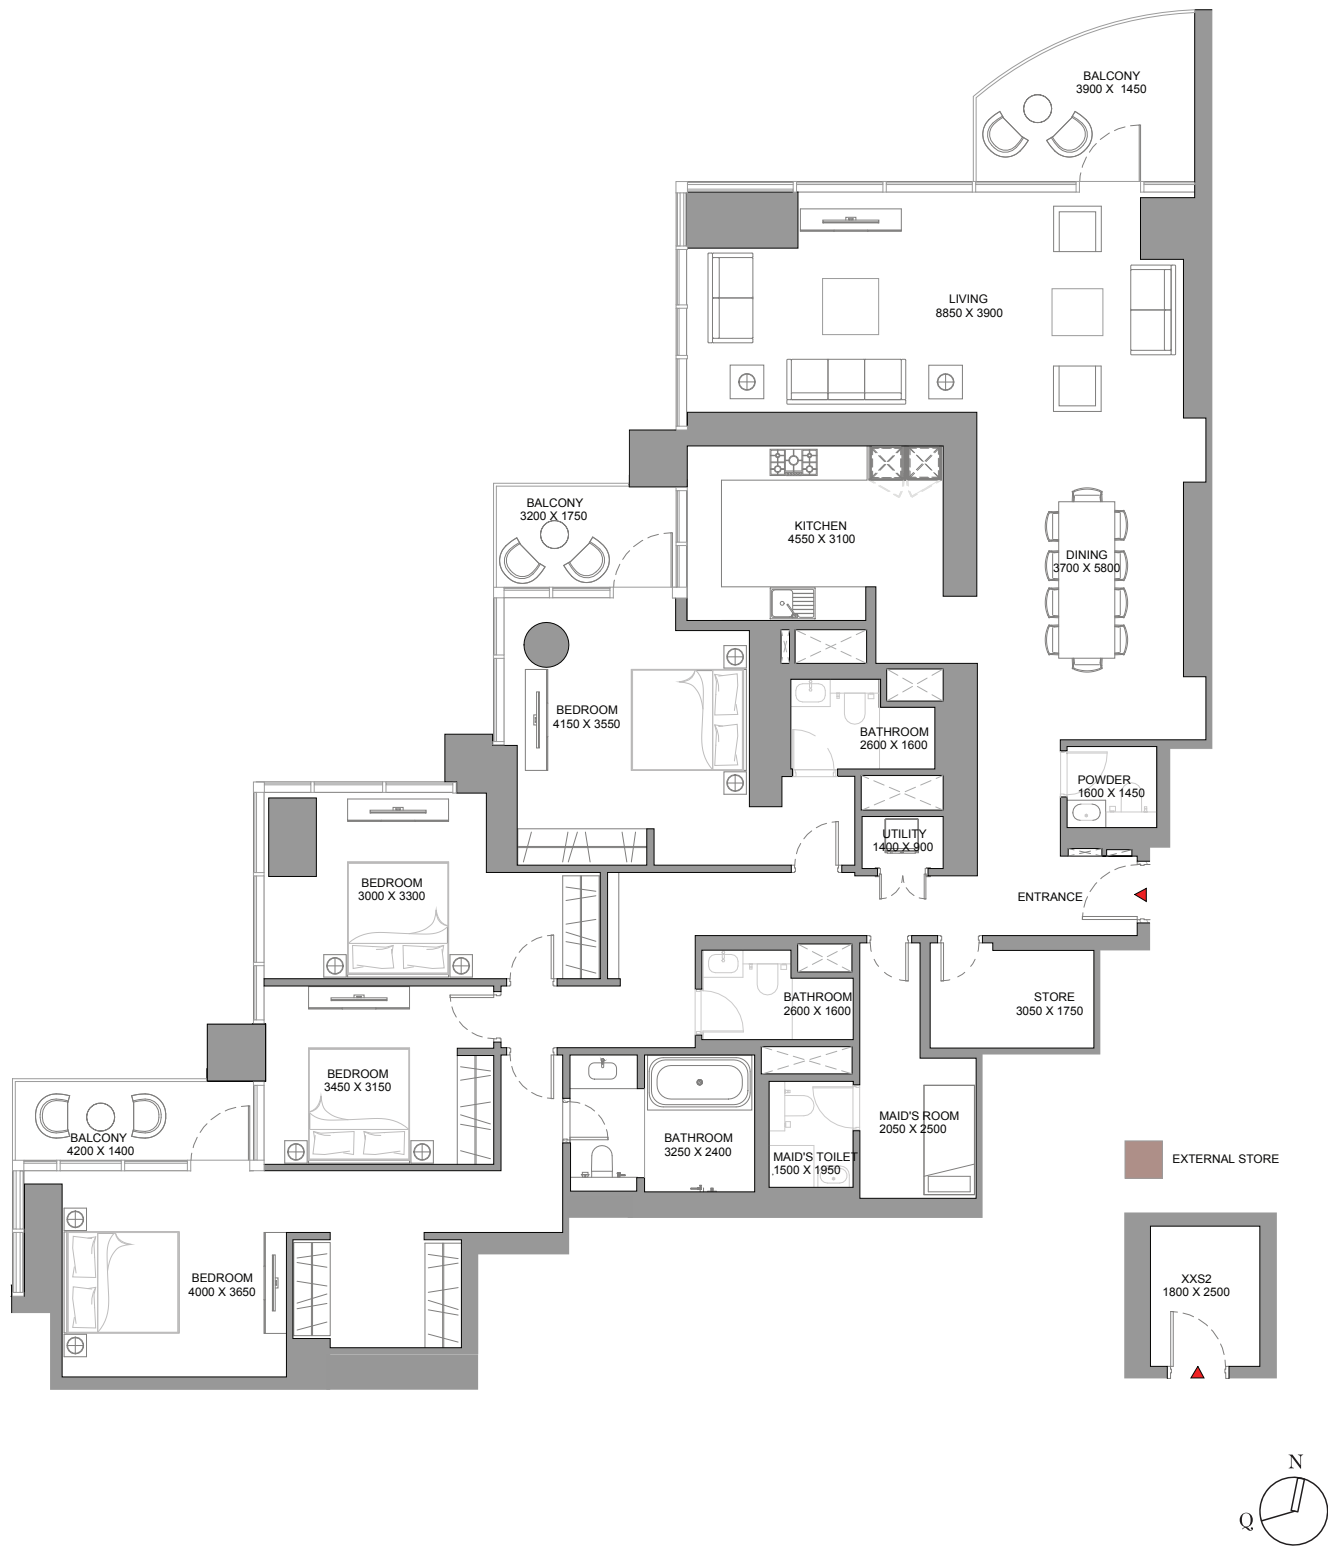 BALCONY
3900 X 1450
LIVING
8850 X 3900
BALCONY
3200 X 1750
KITCHEN
4550 X 3100
DINING
3700 X 5800
BEDROOM
4150 X 3550
BATHROOM
2600 X 1600
POWDER
1600 X 1450
UTILITY
1400 X 900
BEDROOM
3000 X 3300
ENTRANCE
BATHROOM
2600 X 1600
STORE
3050 X 1750
BEDROOM
3450 X 3150
MAID'S ROOM
2050 X 2500
BALCONY
4200 X 1400
BATHROOM
3250 X 2400
MAID'S TOILET
1500 X 1950
EXTERNAL STORE
BEDROOM
4000 X 3650
XXS2
1800 X 2500
N
Q